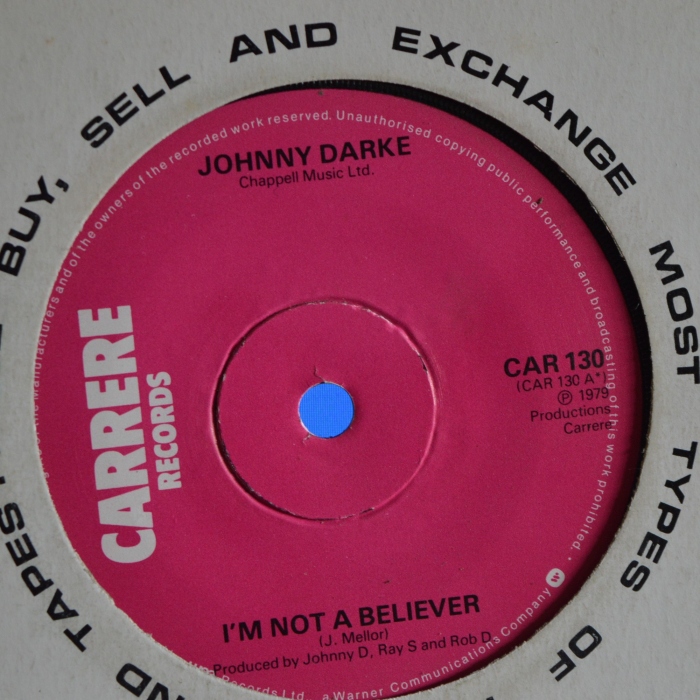 BUY, SELL AND EXCHANGE MOST TYPES OF
AND TAPES
manufacturers and of the owners of the recorded work reserved. Unauthorised copying public performance and broadcasting of this work prohibited. •
JOHNNY DARKE
Chappell Music Ltd.
CARRERE
RECORDS
CAR 130
(CAR 130 A*)
℗ 1979
Productions
Carrere
I'M NOT A BELIEVER
(J. Mellor)
Produced by Johnny D, Ray S and Rob D.
Records Ltd. a Warner Communications Company